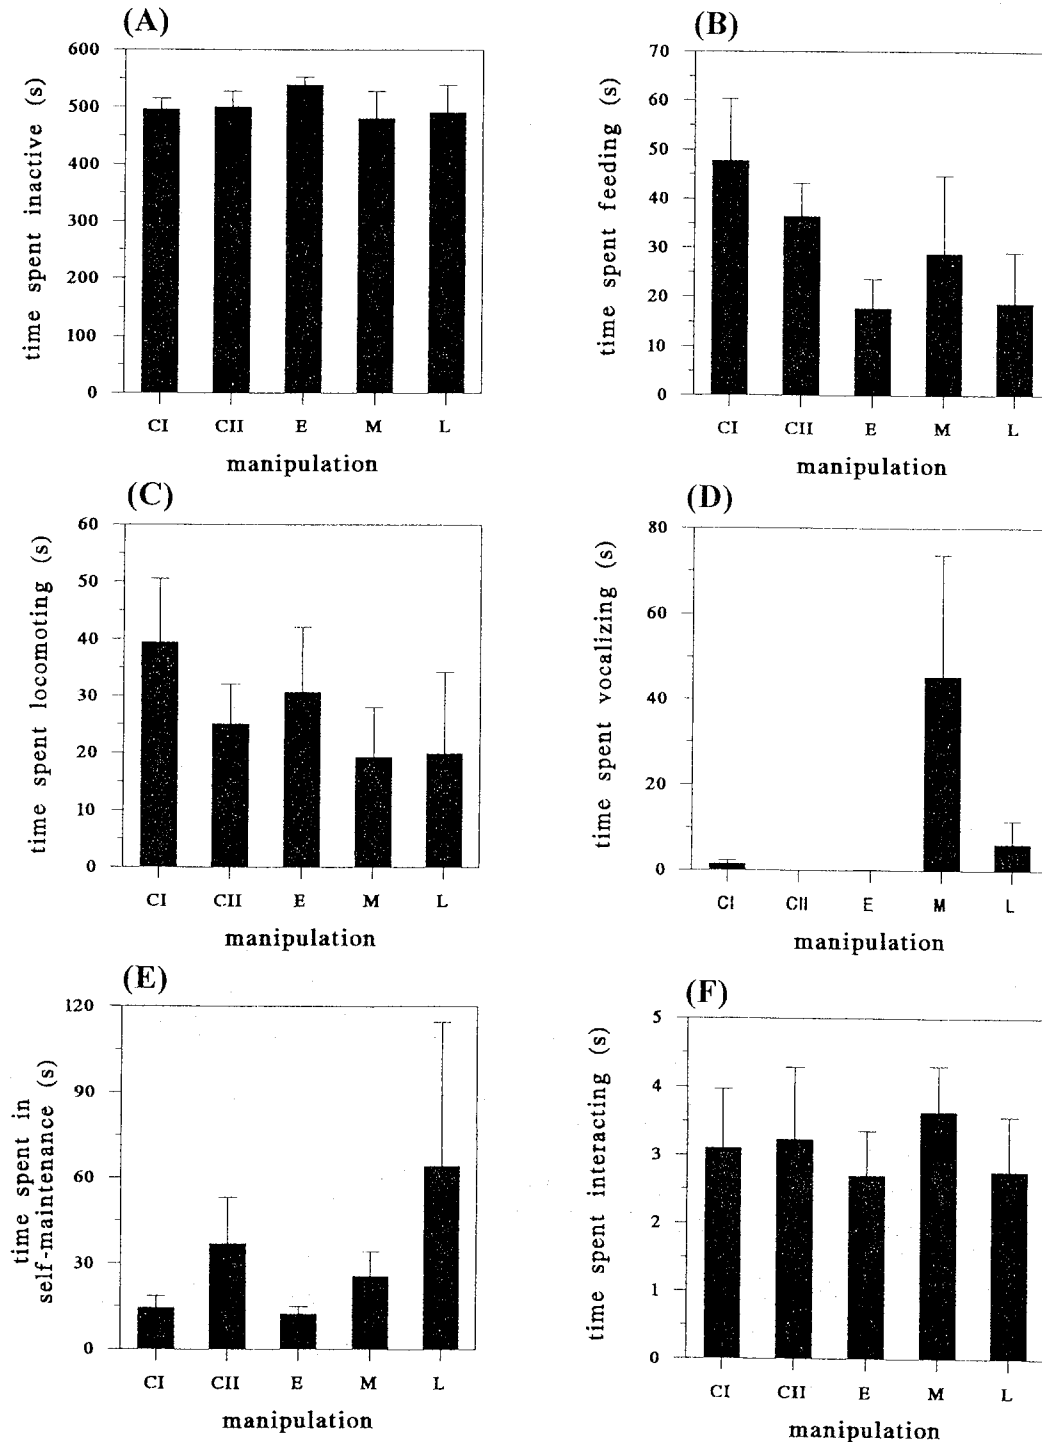 (A)
time spent inactive (s)
600
500
400
300
200
100
0
CI CII E M L
manipulation
(B)
time spent feeding (s)
70
60
50
40
30
20
10
0
CI CII E M L
manipulation
(C)
time spent locomoting (s)
60
50
40
30
20
10
0
CI CII E M L
manipulation
(D)
time spent vocalizing (s)
80
60
40
20
0
CI CII E M L
manipulation
(E)
time spent in
self-maintenance (s)
120
90
60
30
0
CI CII E M L
manipulation
(F)
time spent interacting (s)
5
4
3
2
1
0
CI CII E M L
manipulation